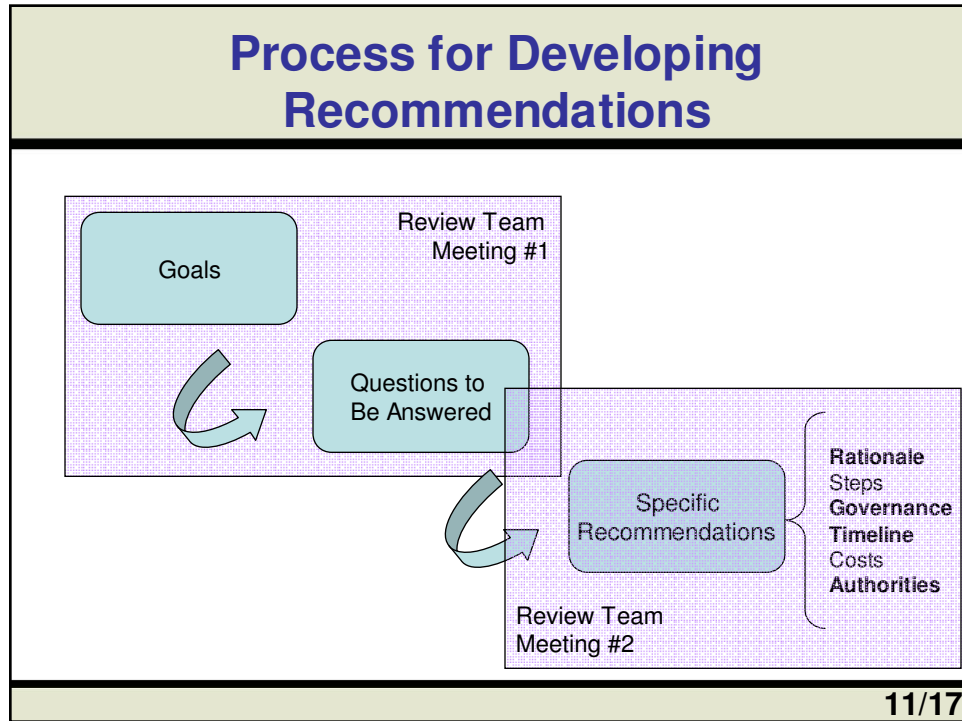 Process for Developing
Recommendations
Review Team
Meeting #1
Goals
Questions to
Be Answered
Specific
Recommendations
Rationale
Steps
Governance
Timeline
Costs
Authorities
Review Team
Meeting #2
11/17